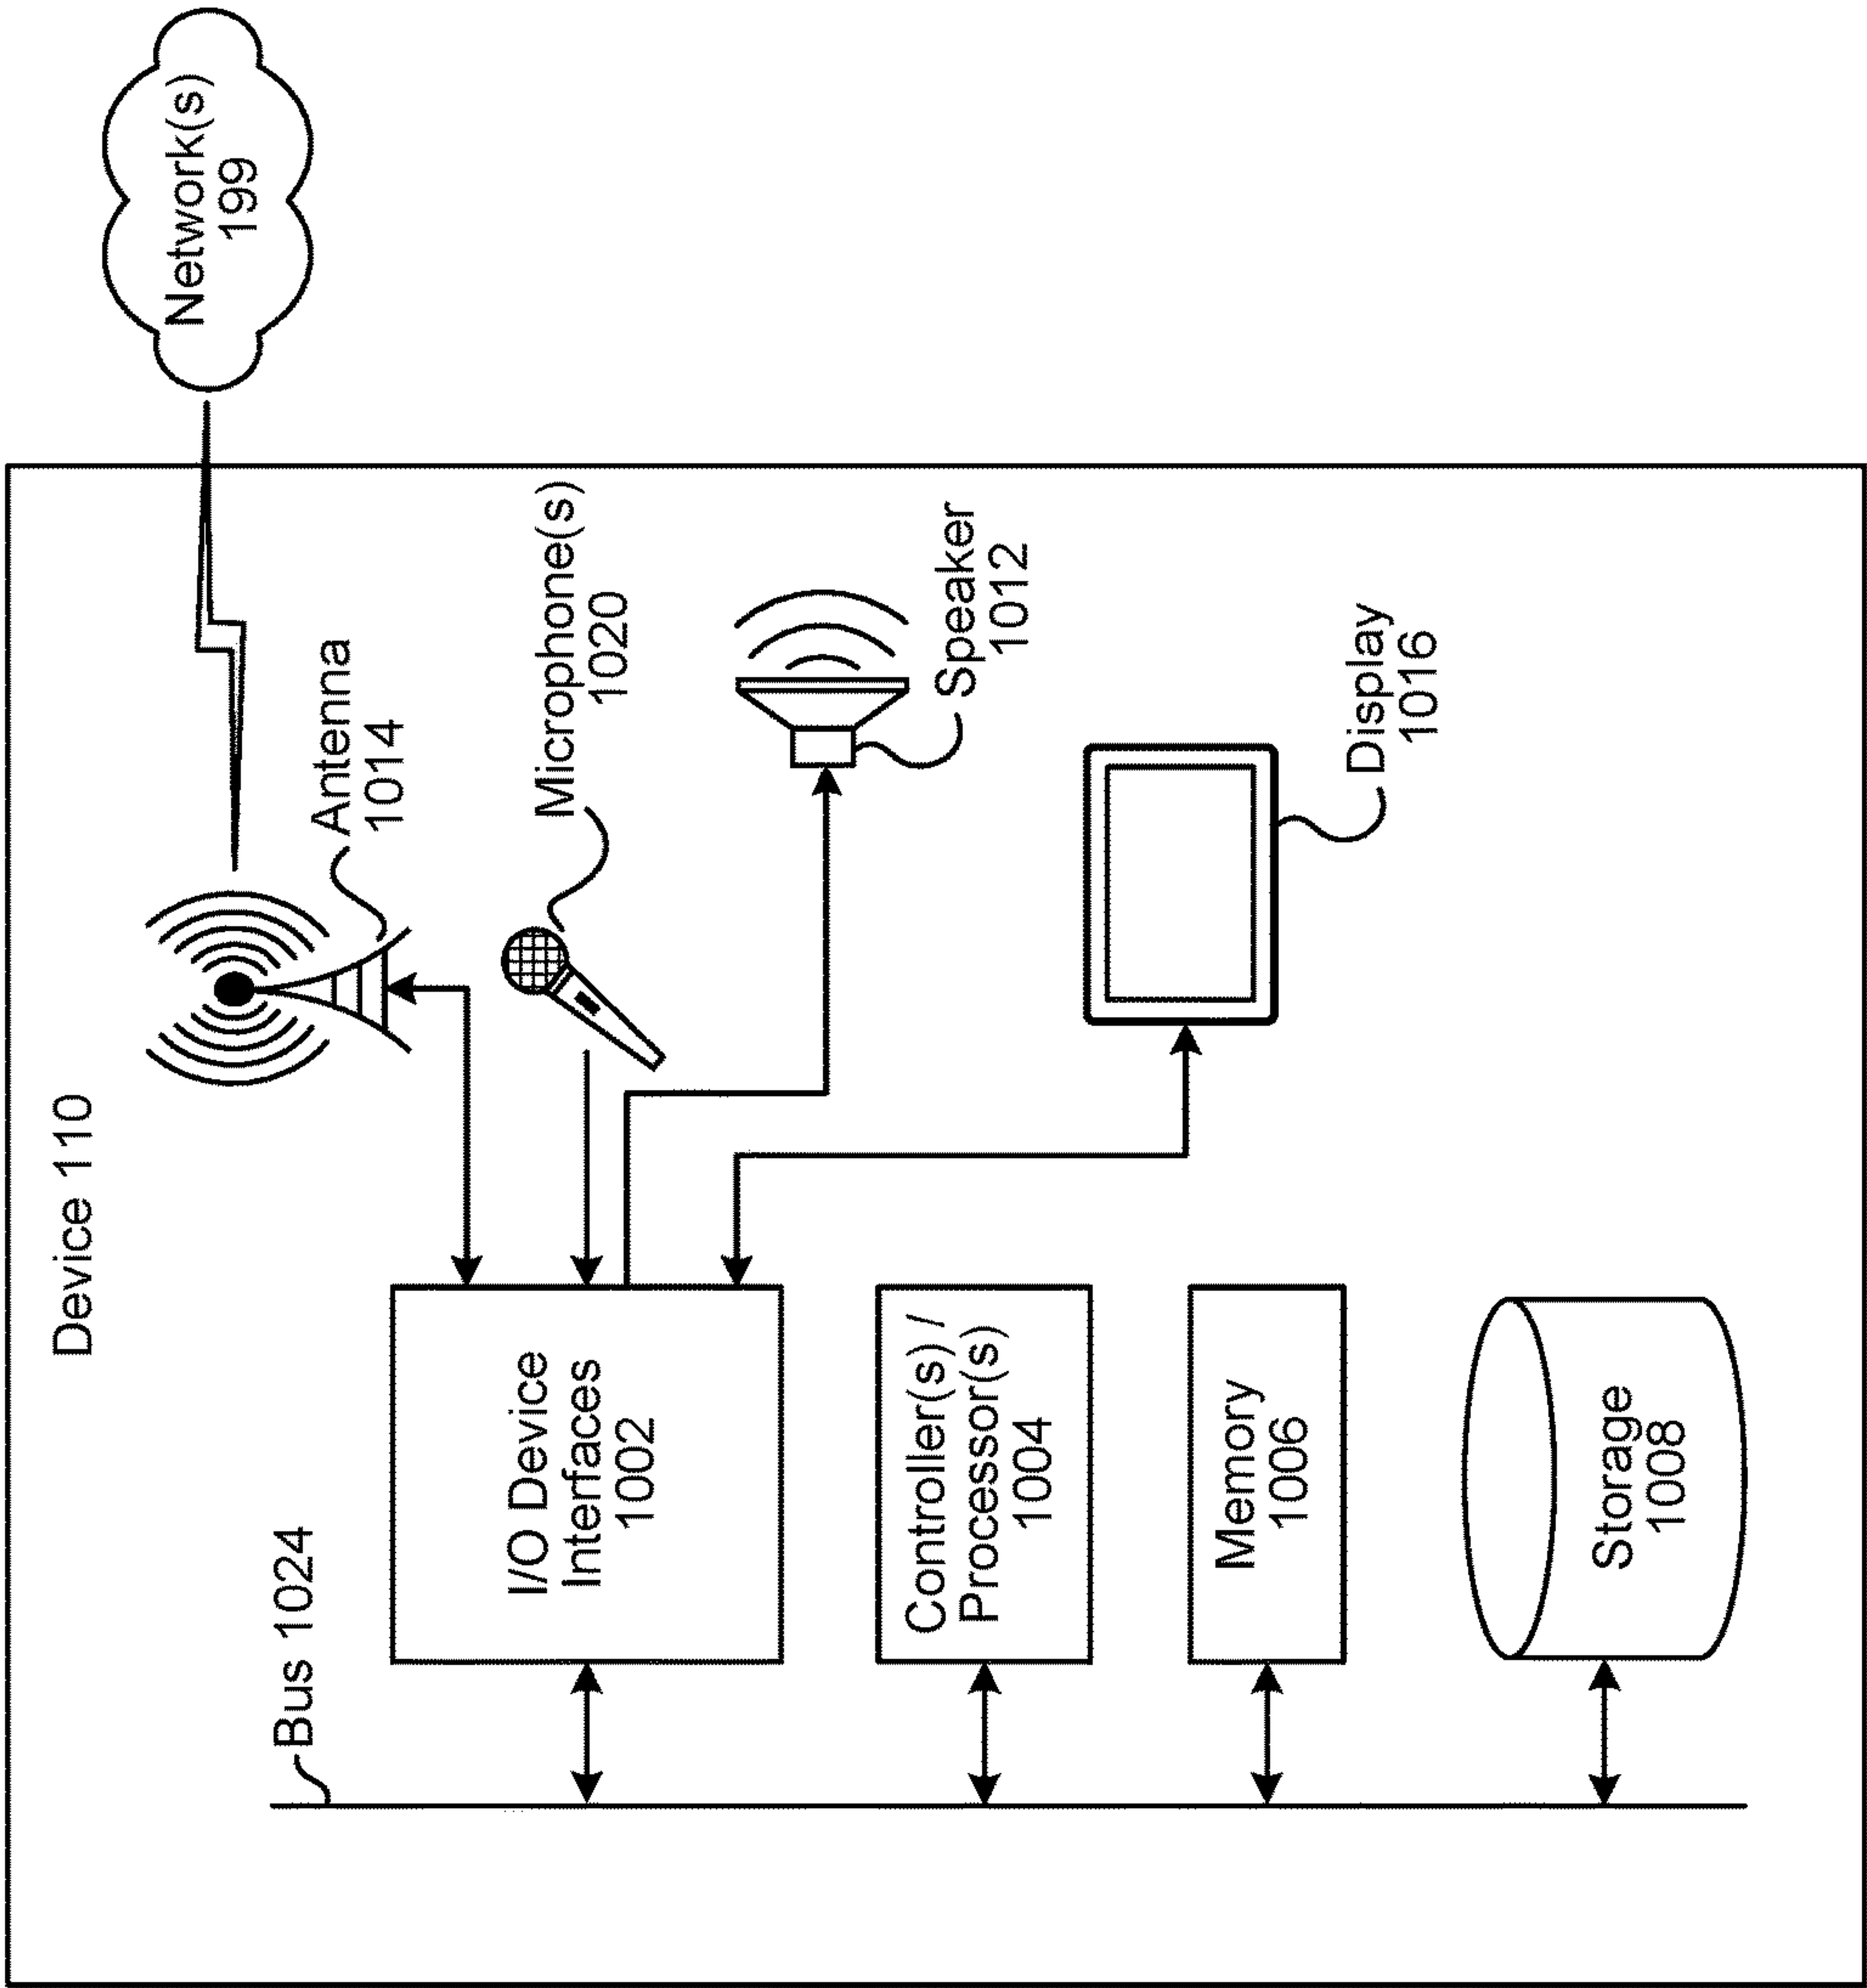 Device 110
Network(s)
199
Bus 1024
Antenna
1014
I/O Device
Interfaces
1002
Microphone(s)
1020
Controller(s) /
Processor(s)
1004
Speaker
1012
Memory
1006
Display
1016
Storage
1008